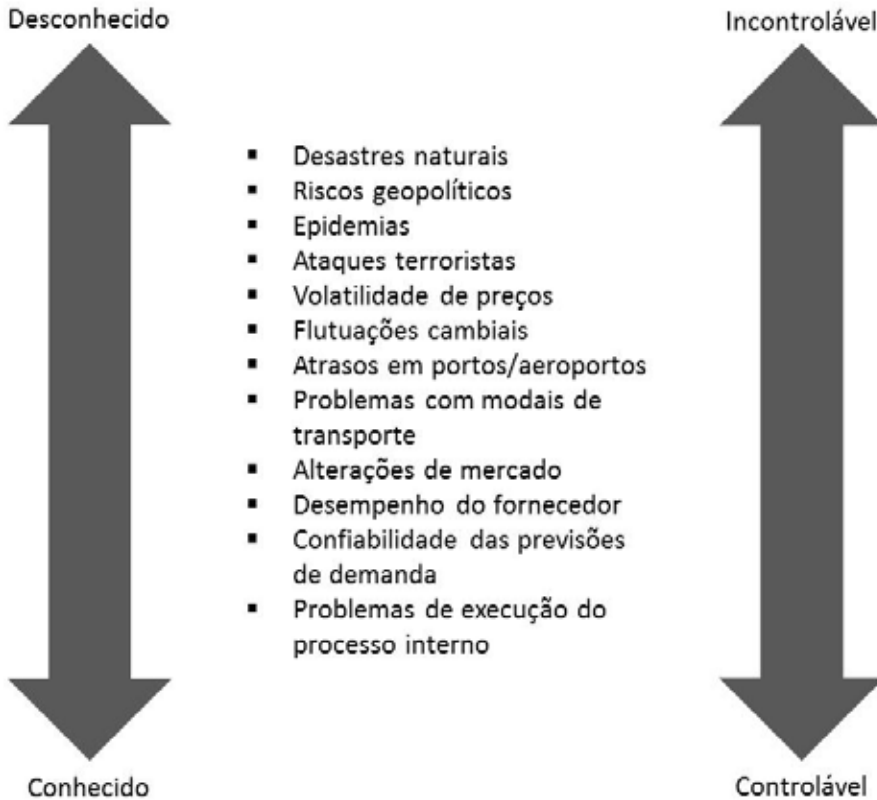 Desconhecido
Incontrolável
▪ Desastres naturais
▪ Riscos geopolíticos
▪ Epidemias
▪ Ataques terroristas
▪ Volatilidade de preços
▪ Flutuações cambiais
▪ Atrasos em portos/aeroportos
▪ Problemas com modais de
transporte
▪ Alterações de mercado
▪ Desempenho do fornecedor
▪ Confiabilidade das previsões
de demanda
▪ Problemas de execução do
processo interno
Conhecido
Controlável